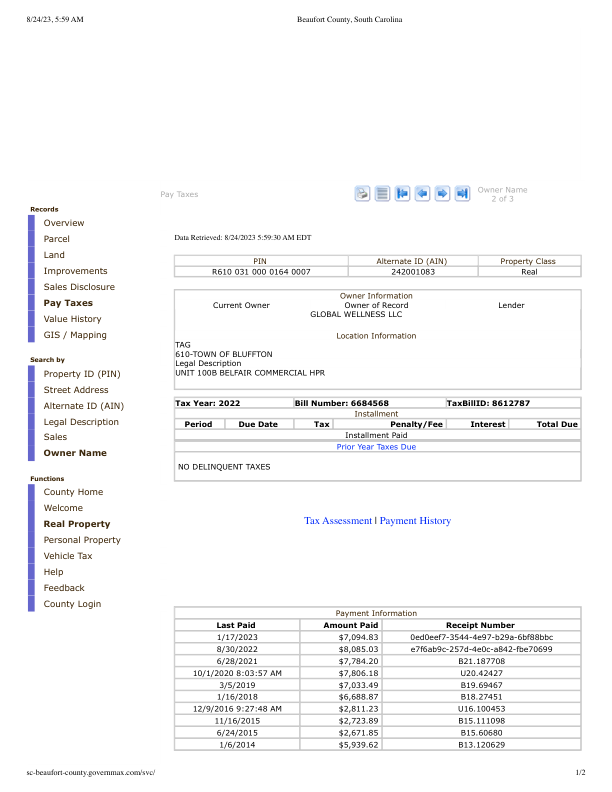 8/24/23, 5:59 AM Beaufort County, South Carolina
Pay Taxes Owner Name
2 of 3
Records
Overview
Parcel
Land
Improvements
Sales Disclosure
Pay Taxes
Value History
GIS / Mapping
Search by
Property ID (PIN)
Street Address
Alternate ID (AIN)
Legal Description
Sales
Owner Name
Functions
County Home
Welcome
Real Property
Personal Property
Vehicle Tax
Help
Feedback
County Login
Data Retrieved: 8/24/2023 5:59:30 AM EDT
PIN Alternate ID (AIN) Property Class
R610 031 000 0164 0007 242001083 Real
Owner Information
Current Owner Owner of Record Lender
GLOBAL WELLNESS LLC
Location Information
TAG
610-TOWN OF BLUFFTON
Legal Description
UNIT 100B BELFAIR COMMERCIAL HPR
Tax Year: 2022 Bill Number: 6684568 TaxBillID: 8612787
Installment
Period Due Date Tax Penalty/Fee Interest Total Due
Installment Paid
Prior Year Taxes Due
NO DELINQUENT TAXES
Tax Assessment | Payment History
Payment Information
Last Paid Amount Paid Receipt Number
1/17/2023 $7,094.83 0ed0eef7-3544-4e97-b29a-6bf88bbc
8/30/2022 $8,085.03 e7f6ab9c-257d-4e0c-a842-fbe70699
6/28/2021 $7,784.20 B21.187708
10/1/2020 8:03:57 AM $7,806.18 U20.42427
3/5/2019 $7,033.49 B19.69467
1/16/2018 $6,688.87 B18.27451
12/9/2016 9:27:48 AM $2,811.23 U16.100453
11/16/2015 $2,723.89 B15.111098
6/24/2015 $2,671.85 B15.60680
1/6/2014 $5,939.62 B13.120629
sc-beaufort-county.governmax.com/svc/ 1/2